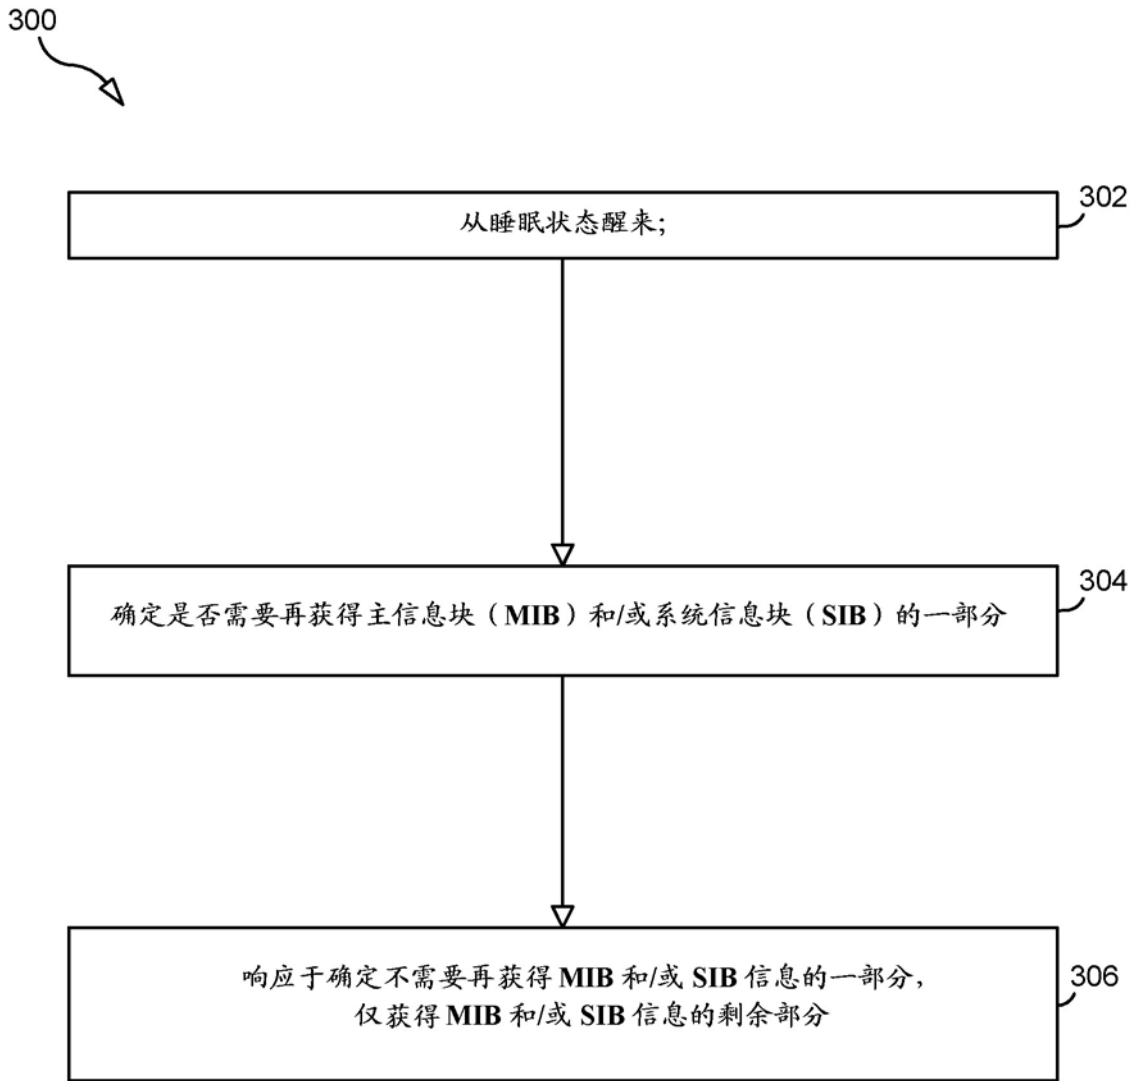 300
302
从睡眠状态醒来;
304
确定是否需要再获得主信息块（MIB）和/或系统信息块（SIB）的一部分
306
响应于确定不需要再获得 MIB 和/或 SIB 信息的一部分,
仅获得 MIB 和/或 SIB 信息的剩余部分